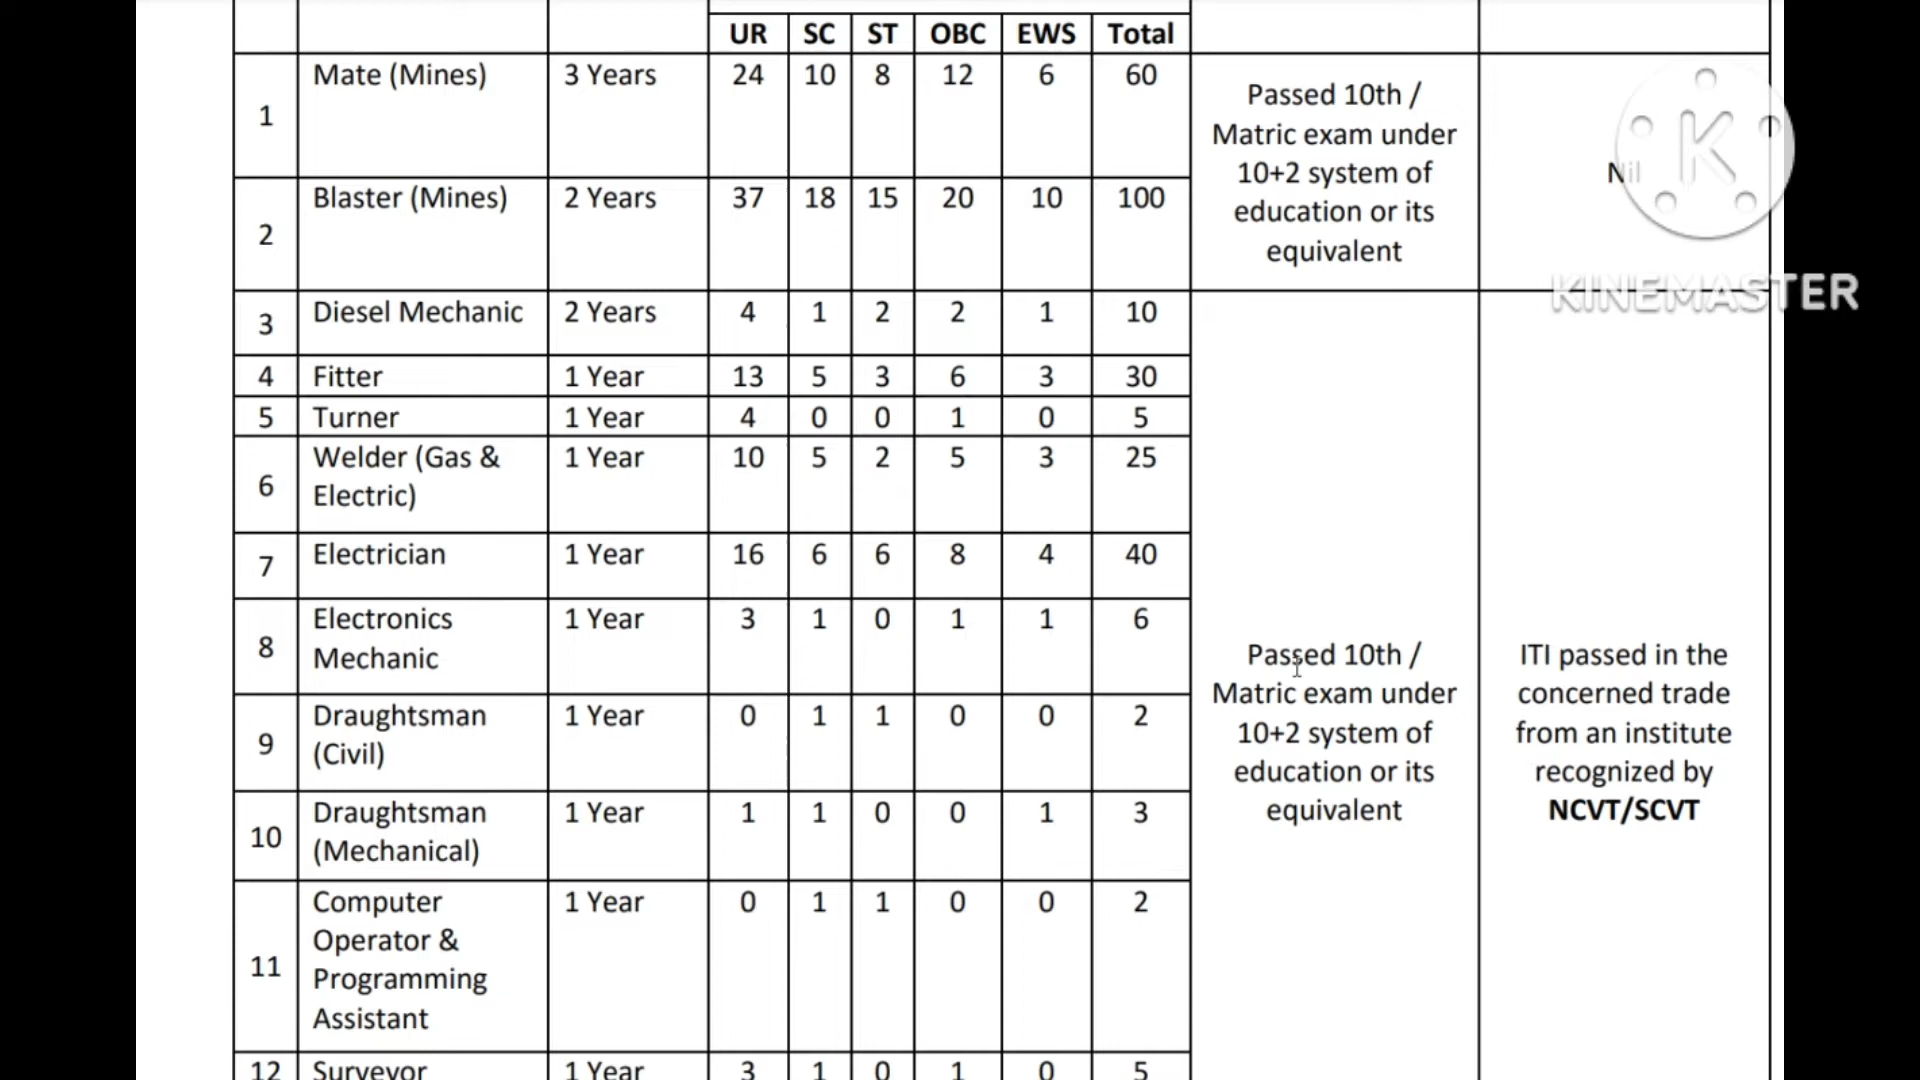 UR SC ST OBC EWS Total
1 Mate (Mines) 3 Years 24 10 8 12 6 60
Passed 10th /
Matric exam under
10+2 system of
education or its
equivalent
Nil
K
KINEMASTER
2 Blaster (Mines) 2 Years 37 18 15 20 10 100
3 Diesel Mechanic 2 Years 4 1 2 2 1 10
4 Fitter 1 Year 13 5 3 6 3 30
5 Turner 1 Year 4 0 0 1 0 5
6 Welder (Gas & 1 Year 10 5 2 5 3 25
Electric)
7 Electrician 1 Year 16 6 6 8 4 40
8 Electronics 1 Year 3 1 0 1 1 6
Mechanic
9 Draughtsman 1 Year 0 1 1 0 0 2
(Civil)
10 Draughtsman 1 Year 1 1 0 0 1 3
(Mechanical)
11 Computer 1 Year 0 1 1 0 0 2
Operator &
Programming
Assistant
12 Surveyor 1 Year 3 1 0 1 0 5
Passed 10th /
Matric exam under
10+2 system of
education or its
equivalent
ITI passed in the
concerned trade
from an institute
recognized by
NCVT/SCVT